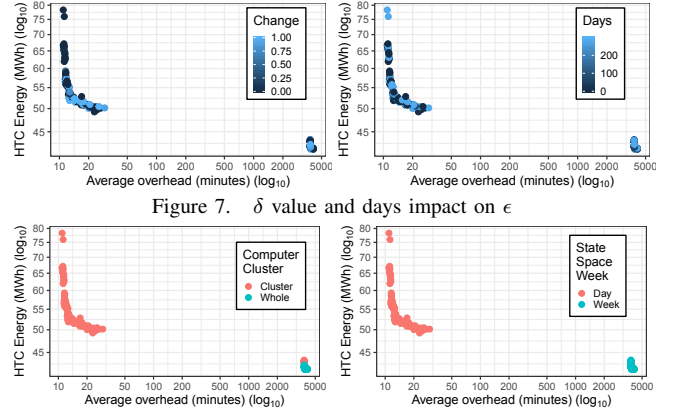 HTC Energy (MWh) (log10)
80
75
70
65
60
55
50
45
Change
1.00
0.75
0.50
0.25
0.00
10 20 50 100 200 500 1000 2000 5000
Average overhead (minutes) (log₁₀)
HTC Energy (MWh) (log₁₀)
80
75
70
65
60
55
50
45
Days
200
100
0
10 20 50 100 200 500 1000 2000 5000
Average overhead (minutes) (log₁₀)
Figure 7. δ value and days impact on ϵ
HTC Energy (MWh) (log₁₀)
80
75
70
65
60
55
50
45
Computer
Cluster
Cluster
Whole
10 20 50 100 200 500 1000 2000 5000
Average overhead (minutes) (log₁₀)
HTC Energy (MWh) (log₁₀)
80
75
70
65
60
55
50
45
State
Space
Week
Day
Week
10 20 50 100 200 500 1000 2000 5000
Average overhead (minutes) (log₁₀)